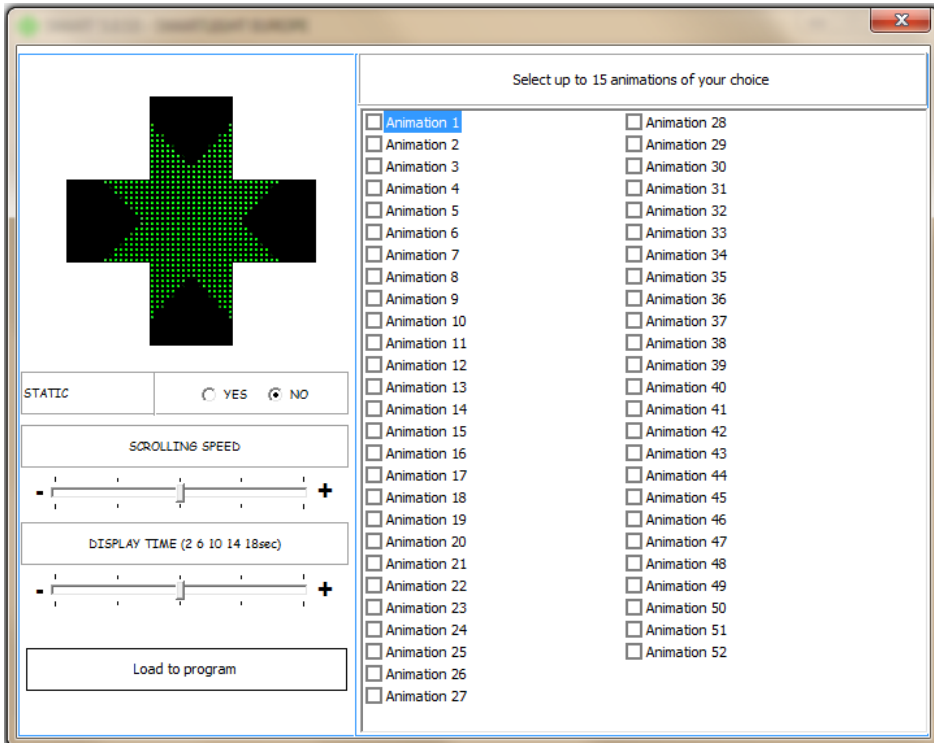 Select up to 15 animations of your choice
STATIC
YES NO
SCROLLING SPEED
- +
DISPLAY TIME (2 6 10 14 18sec)
- +
Load to program
Animation 1
Animation 2
Animation 3
Animation 4
Animation 5
Animation 6
Animation 7
Animation 8
Animation 9
Animation 10
Animation 11
Animation 12
Animation 13
Animation 14
Animation 15
Animation 16
Animation 17
Animation 18
Animation 19
Animation 20
Animation 21
Animation 22
Animation 23
Animation 24
Animation 25
Animation 26
Animation 27
Animation 28
Animation 29
Animation 30
Animation 31
Animation 32
Animation 33
Animation 34
Animation 35
Animation 36
Animation 37
Animation 38
Animation 39
Animation 40
Animation 41
Animation 42
Animation 43
Animation 44
Animation 45
Animation 46
Animation 47
Animation 48
Animation 49
Animation 50
Animation 51
Animation 52